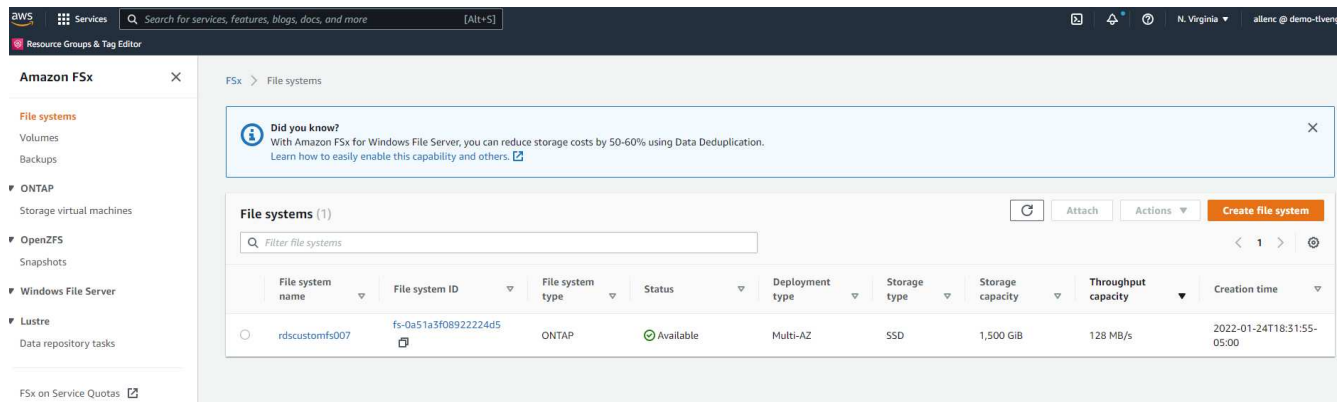 aws Services Search for services, features, blogs, docs, and more [Alt+S] N. Virginia ▼ allenc @ demo-tlveng
Resource Groups & Tag Editor
Amazon FSx
File systems
Volumes
Backups
ONTAP
Storage virtual machines
OpenZFS
Snapshots
Windows File Server
Lustre
Data repository tasks
FSx on Service Quotas
FSx > File systems
Did you know?
With Amazon FSx for Windows File Server, you can reduce storage costs by 50-60% using Data Deduplication.
Learn how to easily enable this capability and others.
File systems (1) Attach Actions ▼ Create file system
Filter file systems < 1 >
File system name File system ID File system type Status Deployment type Storage type Storage capacity Throughput capacity Creation time
rdscustomfs007 fs-0a51a3f08922224d5 ONTAP Available Multi-AZ SSD 1,500 GiB 128 MB/s 2022-01-24T18:31:55-05:00